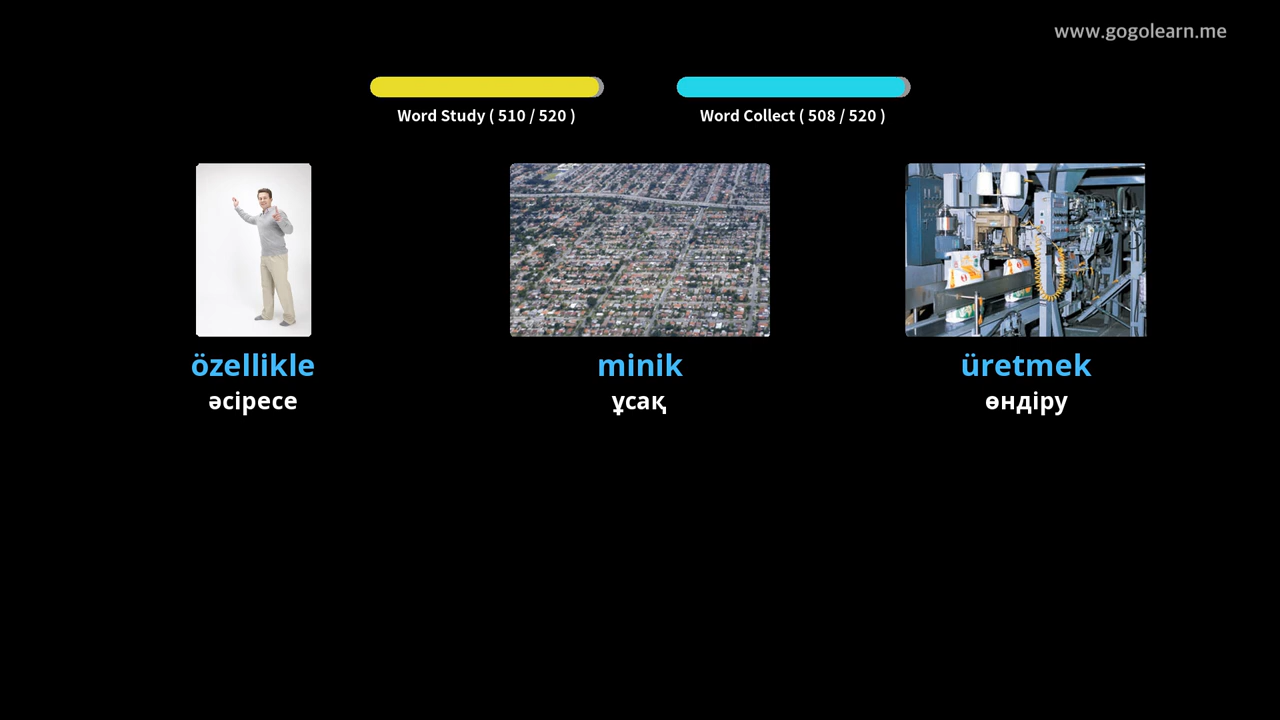 www.gogolearn.me
Word Study ( 510 / 520 )
Word Collect ( 508 / 520 )
özellikle
әсіресе
minik
ұсақ
üretmek
өндіру